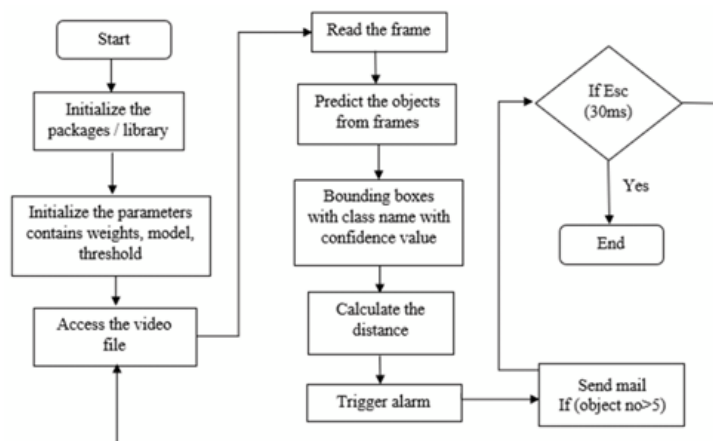 Start
Initialize the
packages / library
Initialize the parameters
contains weights, model,
threshold
Access the video
file
Read the frame
Predict the objects
from frames
Bounding boxes
with class name with
confidence value
Calculate the
distance
Trigger alarm
Send mail
If (object no>5)
If Esc
(30ms)
Yes
End